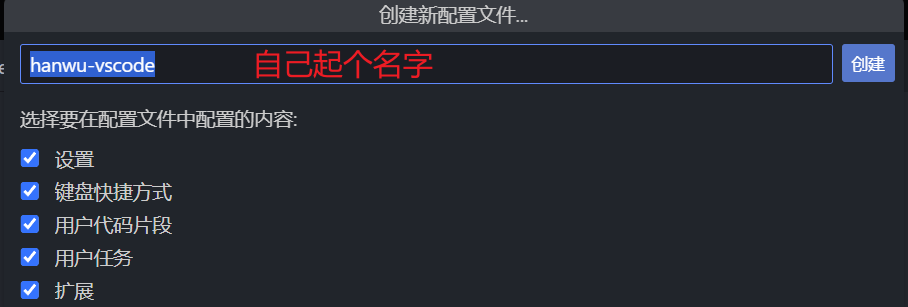 创建新配置文件...
hanwu-vscode 自己起个名字 创建
选择要在配置文件中配置的内容:
设置
键盘快捷方式
用户代码片段
用户任务
扩展